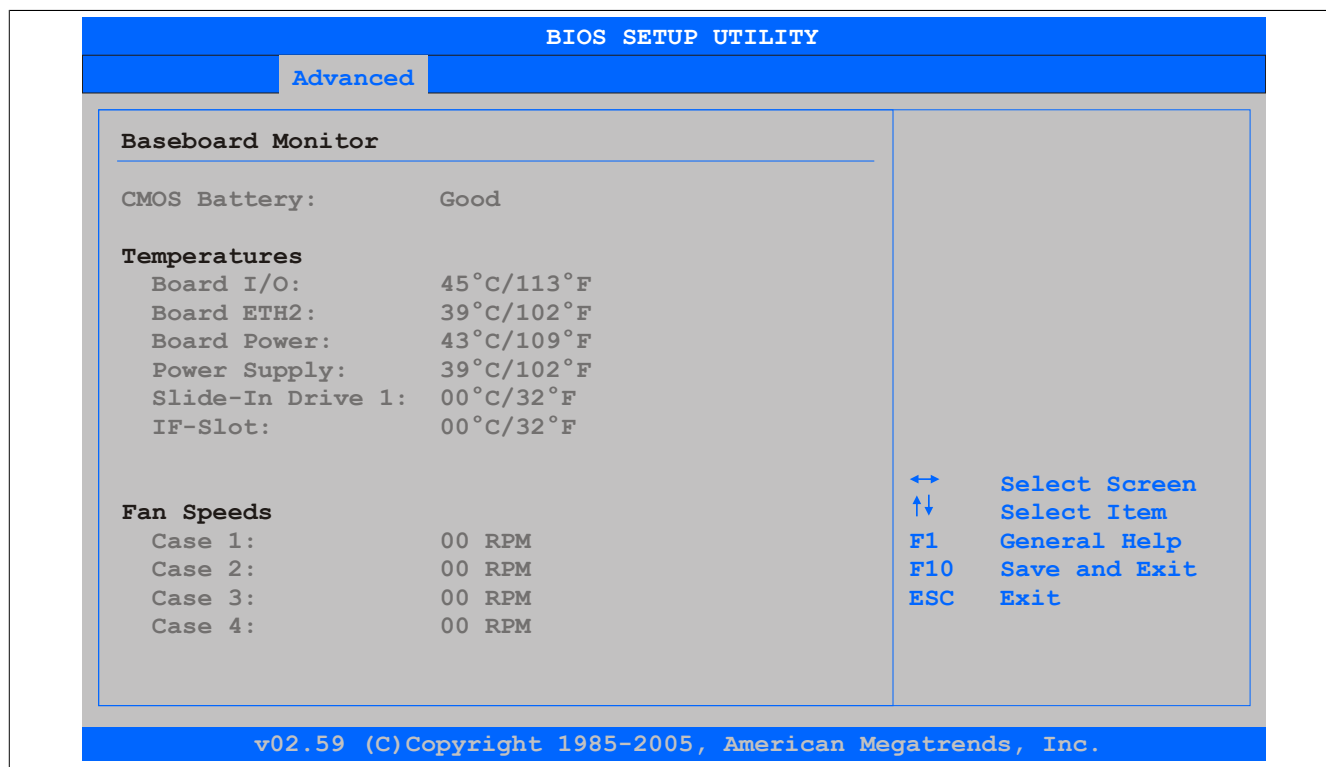 BIOS SETUP UTILITY
Advanced
Baseboard Monitor
CMOS Battery: Good
Temperatures
Board I/O: 45°C/113°F
Board ETH2: 39°C/102°F
Board Power: 43°C/109°F
Power Supply: 39°C/102°F
Slide-In Drive 1: 00°C/32°F
IF-Slot: 00°C/32°F
Fan Speeds
Case 1: 00 RPM
Case 2: 00 RPM
Case 3: 00 RPM
Case 4: 00 RPM
↔ Select Screen
↑↓ Select Item
F1 General Help
F10 Save and Exit
ESC Exit
v02.59 (C)Copyright 1985-2005, American Megatrends, Inc.